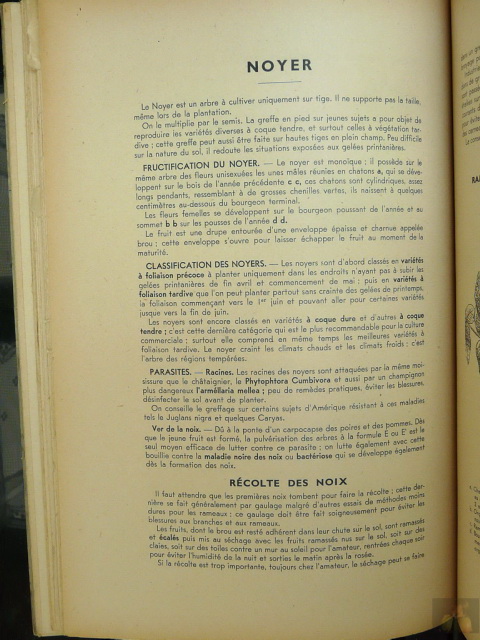 NOYER
Le Noyer est un arbre à cultiver uniquement sur tige. Il ne supporte pas la taille,
même lors de la plantation.
On le multiplie par le semis. La greffe en pied sur jeunes sujets a pour objet de
reproduire les variétés diverses à coque tendre, et surtout celles à végétation tar-
dive ; cette greffe peut aussi être faite sur hautes tiges en plein champ. Peu difficile
sur la nature du sol, il redoute les situations exposées aux gelées printanières.
FRUCTIFICATION DU NOYER. — Le noyer est monoïque ; il possède sur le
même arbre des fleurs unisexuées les unes mâles réunies en chatons a, qui se déve-
loppent sur le bois de l'année précédente c c, ces chatons sont cylindriques, assez
longs pendants, ressemblant à de grosses chenilles vertes, ils naissent à quelques
centimètres au-dessous du bourgeon terminal.
Les fleurs femelles se développent sur le bourgeon poussant de l'année et au
sommet b b sur les pousses de l'année d d.
Le fruit est une drupe entourée d'une enveloppe épaisse et charnue appelée
brou ; cette enveloppe s'ouvre pour laisser échapper le fruit au moment de la
maturité.
CLASSIFICATION DES NOYERS. — Les noyers sont d'abord classés en variétés
à foliaison précoce à planter uniquement dans les endroits n'ayant pas à subir les
gelées printanières de fin avril et commencement de mai ; puis en variétés à
foliaison tardive que l'on peut planter partout sans crainte des gelées de printemps,
la foliaison commençant vers le 1er juin et pouvant aller pour certaines variétés
jusque vers la fin de juin.
Les noyers sont encore classés en variétés à coque dure et d'autres à coque
tendre ; c'est cette dernière catégorie qui est le plus recommandable pour la culture
commerciale ; surtout elle comprend en même temps les meilleures variétés à
foliaison tardive. Le noyer craint les climats chauds et les climats froids : c'est
l'arbre des régions tempérées.
PARASITES. — Racines. Les racines des noyers sont attaquées par la même moi-
sissure que le châtaignier, le Phytophtora Cumbivora et aussi par un champignon
plus dangereux l'armellaria mellea ; peu de remèdes pratiques, éviter les blessures,
désinfecter le sol avant de planter.
On conseille le greffage sur certains sujets d'Amérique résistant à ces maladies
tels le Juglans nigra et quelques Caryas.
Ver de la noix. — Dû à la ponte d'un carpocapse des poires et des pommes. Dès
que le jeune fruit est formé, la pulvérisation des arbres à la formule E ou E' est le
seul moyen efficace de lutter contre ce parasite ; on lutte également avec cette
bouillie contre la maladie noire des noix ou bactériose qui se développe également
dès la formation des noix.
RÉCOLTE DES NOIX
Il faut attendre que les premières noix tombent pour faire la récolte ; cette der-
nière se fait généralement par gaulage malgré d'autres essais de méthodes moins
dures pour les rameaux ; ce gaulage doit être fait soigneusement pour éviter les
blessures aux branches et aux rameaux.
Les fruits, dont le brou est resté adhérent dans leur chute sur le sol, sont ramassés
et écalés puis mis au séchage avec les fruits ramassés nus sur le sol, soit sur des
claies, soit sur des toiles contre un mur au soleil pour l'amateur, rentrées chaque soir
pour éviter l'humidité de la nuit et sorties le matin après la rosée.
Si la récolte est trop importante, toujours chez l'amateur, le séchage peut se faire